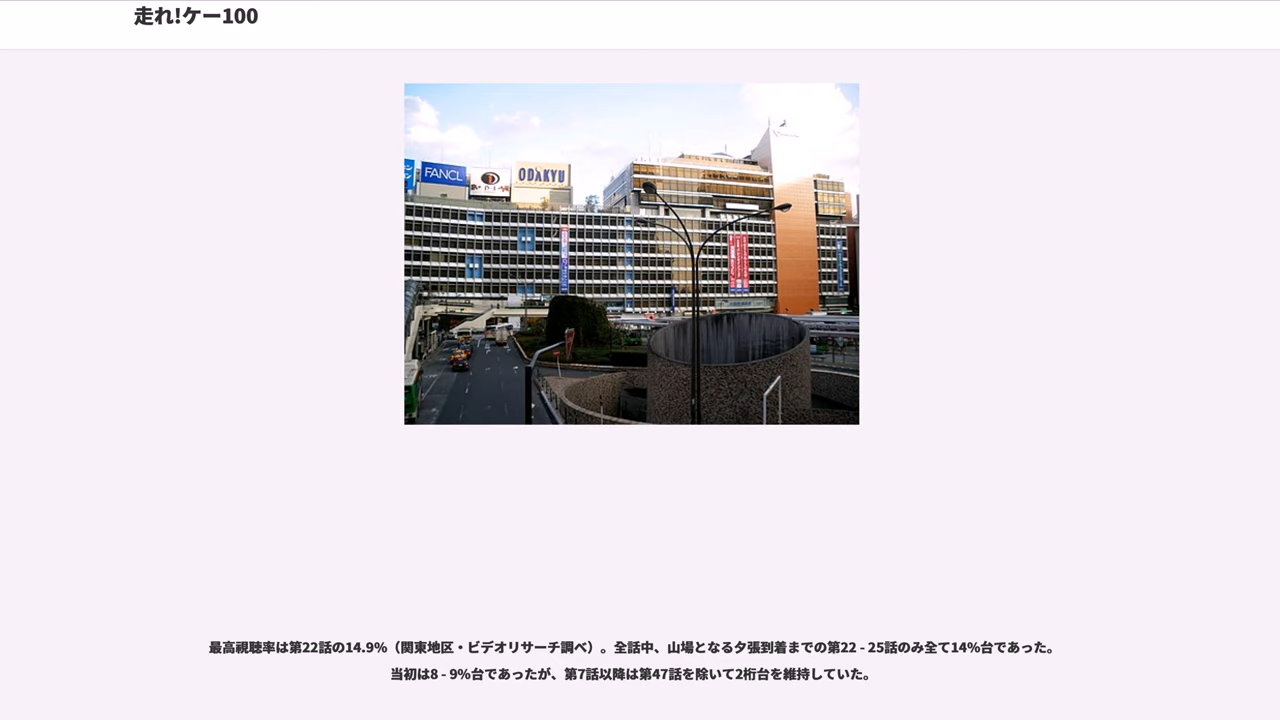 走れ!ケー100
FANCL
ODAKYU
最高視聴率は第22話の14.9%（関東地区・ビデオリサーチ調べ）。全話中、山場となる夕張到着までの第22 - 25話のみ全て14%台であった。
当初は8 - 9%台であったが、第7話以降は第47話を除いて2桁台を維持していた。